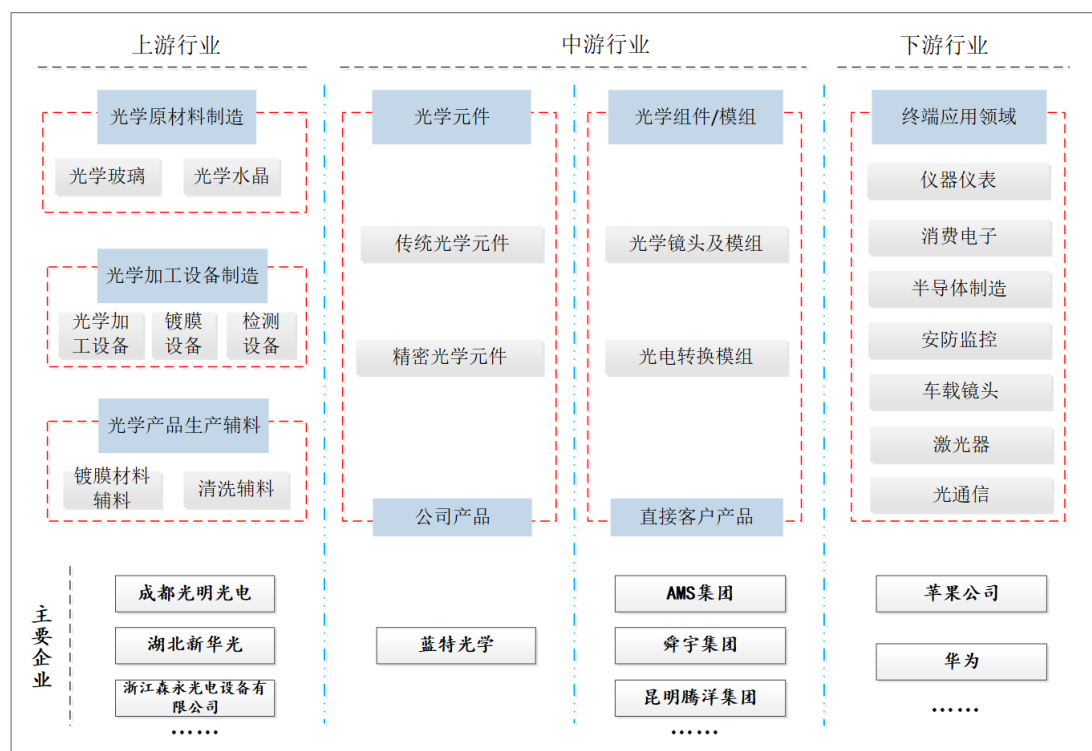 上游行业
中游行业
下游行业
光学原材料制造
光学玻璃
光学水晶
光学加工设备制造
光学加
工设备
镀膜
设备
检测
设备
光学产品生产辅料
镀膜材料
辅料
清洗辅料
光学元件
传统光学元件
精密光学元件
公司产品
光学组件/模组
光学镜头及模组
光电转换模组
直接客户产品
终端应用领域
仪器仪表
消费电子
半导体制造
安防监控
车载镜头
激光器
光通信
主要企业
成都光明光电
湖北新华光
浙江森永光电设备有
限公司
……
蓝特光学
AMS集团
舜宇集团
昆明腾洋集团
……
苹果公司
华为
……